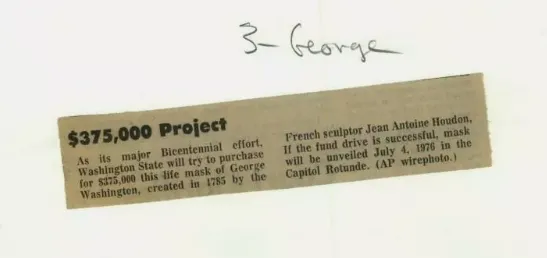 3- George
$375,000 Project
As its major Bicentennial effort,
Washington State will try to purchase
for $375,000 this life mask of George
Washington, created in 1785 by the
French sculptor Jean Antoine Houdon,
If the fund drive is successful, mask
will be unveiled July 4, 1976 in the
Capitol Rotunde. (AP wirephoto.)